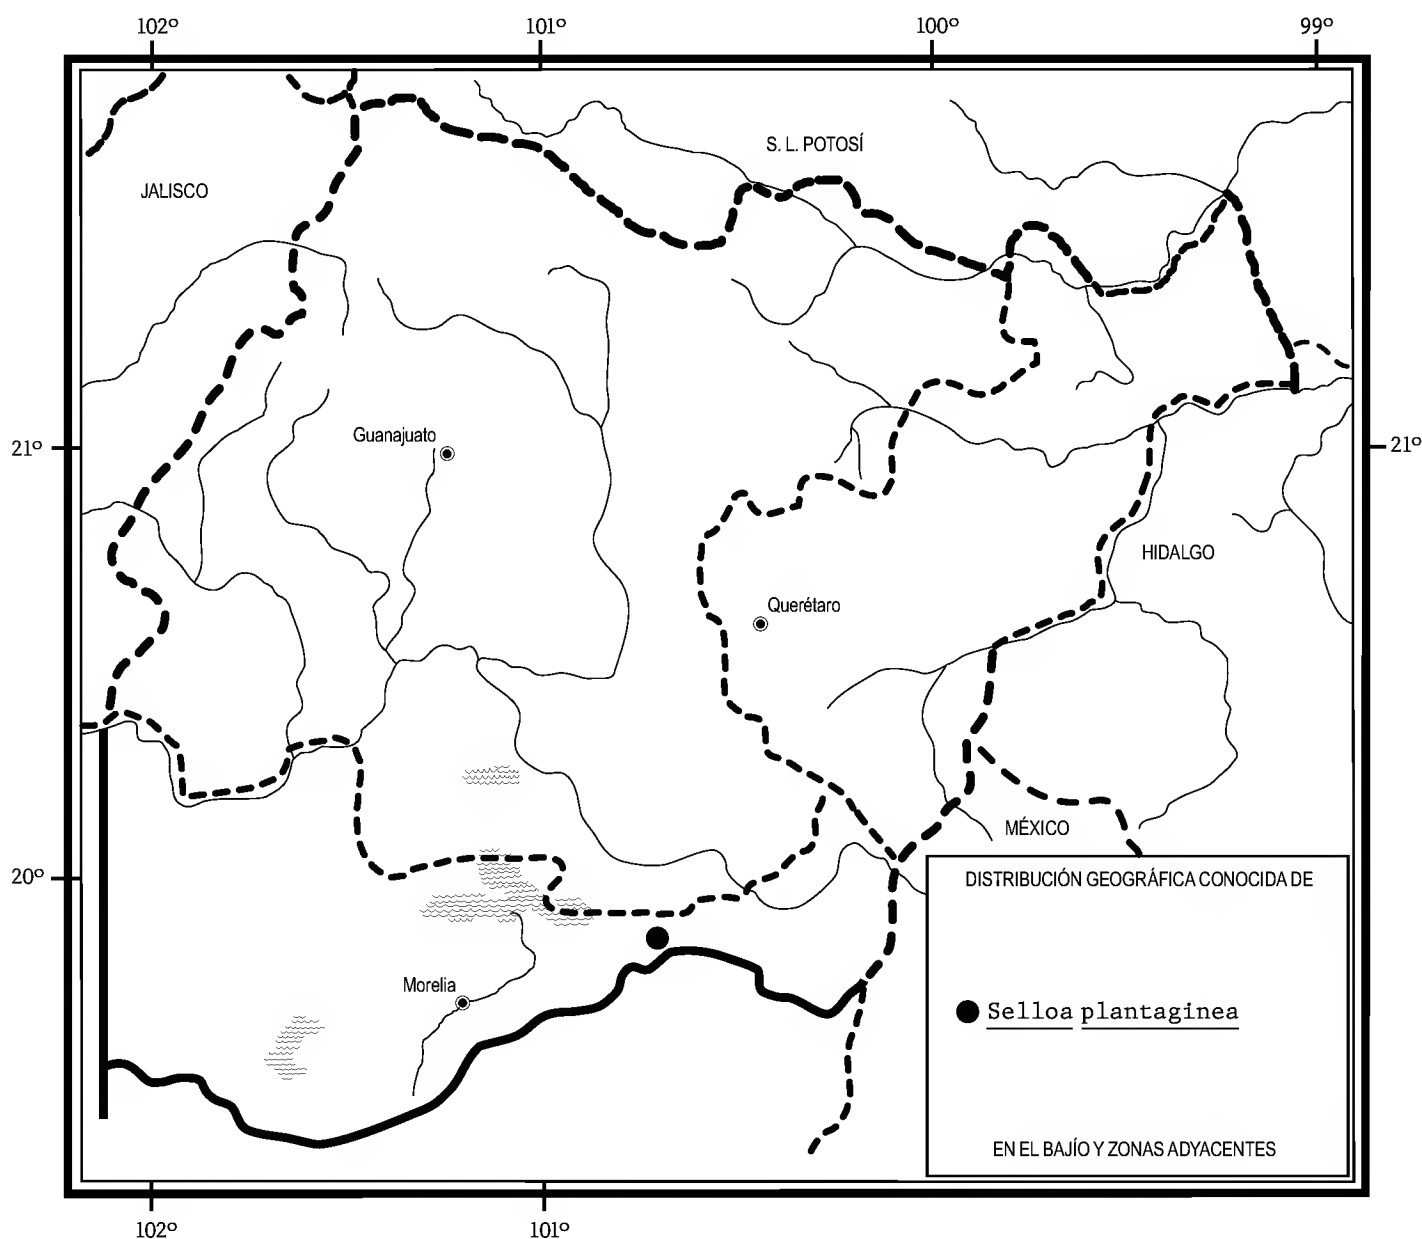 102º 101º 100º 99º
S. L. POTOSÍ
JALISCO
Guanajuato
21º 21º
HIDALGO
Querétaro
MÉXICO
20º
DISTRIBUCIÓN GEOGRÁFICA CONOCIDA DE
Morelia
Selloa plantaginea
EN EL BAJÍO Y ZONAS ADYACENTES
102º 101º